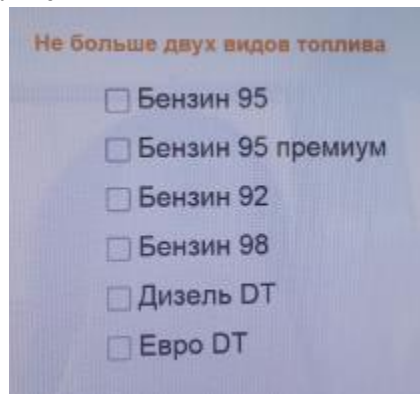 Не больше двух видов топлива
Бензин 95
Бензин 95 премиум
Бензин 92
Бензин 98
Дизель DT
Евро DT